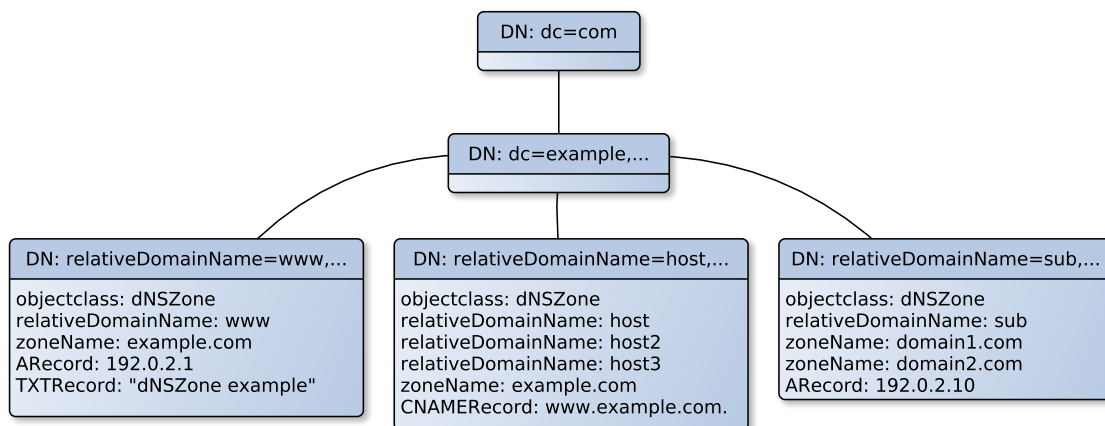 DN: dc=com
DN: dc=example,...
DN: relativeDomainName=www,...
objectclass: dNSZone
relativeDomainName: www
zoneName: example.com
ARecord: 192.0.2.1
TXTRecord: "dNSZone example"
DN: relativeDomainName=host,...
objectclass: dNSZone
relativeDomainName: host
relativeDomainName: host2
relativeDomainName: host3
zoneName: example.com
CNAMERecord: www.example.com.
DN: relativeDomainName=sub,...
objectclass: dNSZone
relativeDomainName: sub
zoneName: domain1.com
zoneName: domain2.com
ARecord: 192.0.2.10